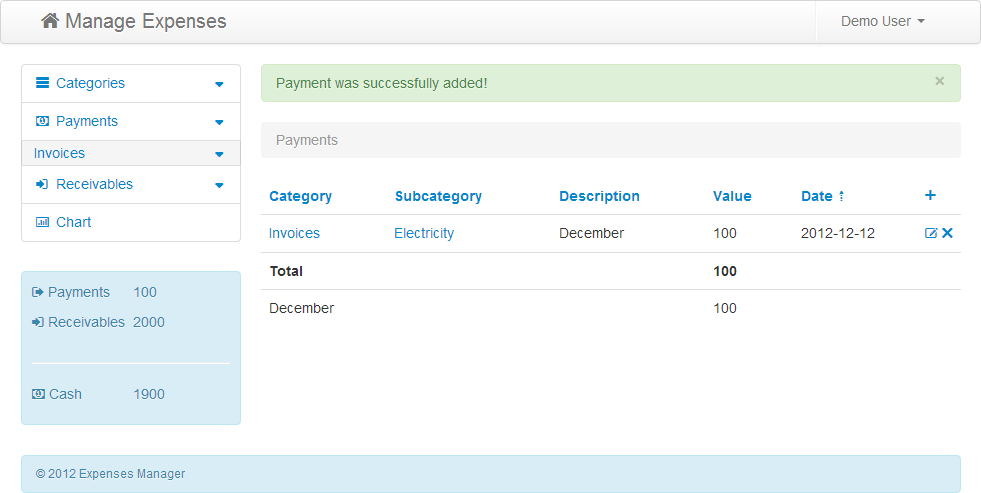 Manage Expenses Demo User
Categories
Payments
Invoices
Receivables
Chart
Payments 100
Receivables 2000
Cash 1900
Payment was successfully added! ×
Payments
Category Subcategory Description Value Date +
Invoices Electricity December 100 2012-12-12
Total 100
December 100
© 2012 Expenses Manager